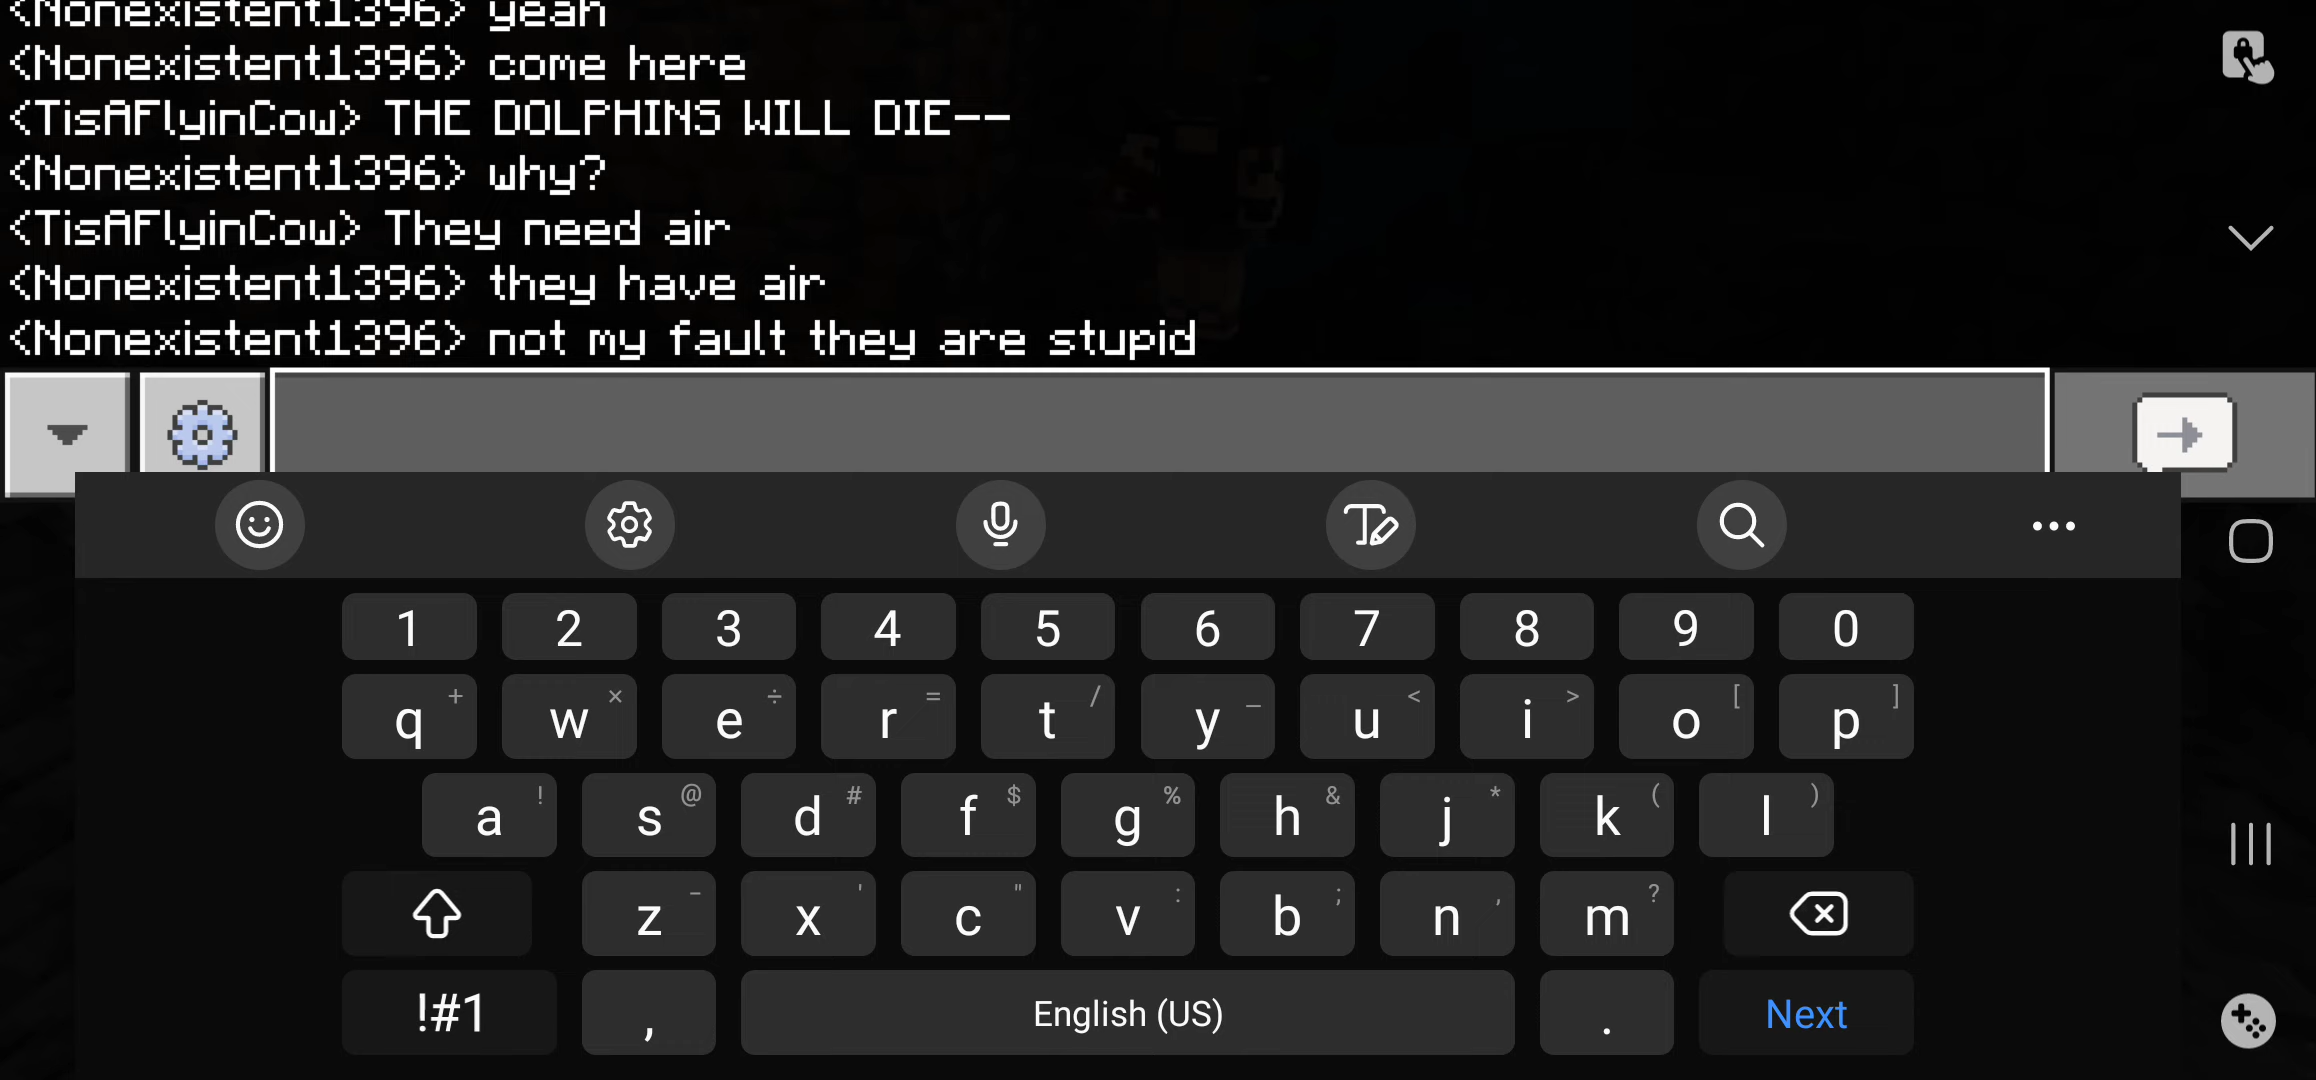 <Nonexistent1396> yeah
<Nonexistent1396> come here
<TisAFlyinCow> THE DOLPHINS WILL DIE--
<Nonexistent1396> why?
<TisAFlyinCow> They need air
<Nonexistent1396> they have air
<Nonexistent1396> not my fault they are stupid
1 2 3 4 5 6 7 8 9 0
q + w × e ÷ r = t / y _ u < i > o [ p ]
a ! s @ d # f $ g % h & j * k ( l )
z - x ' c " v : b ; n , m ?
!#1 , English (US) . Next